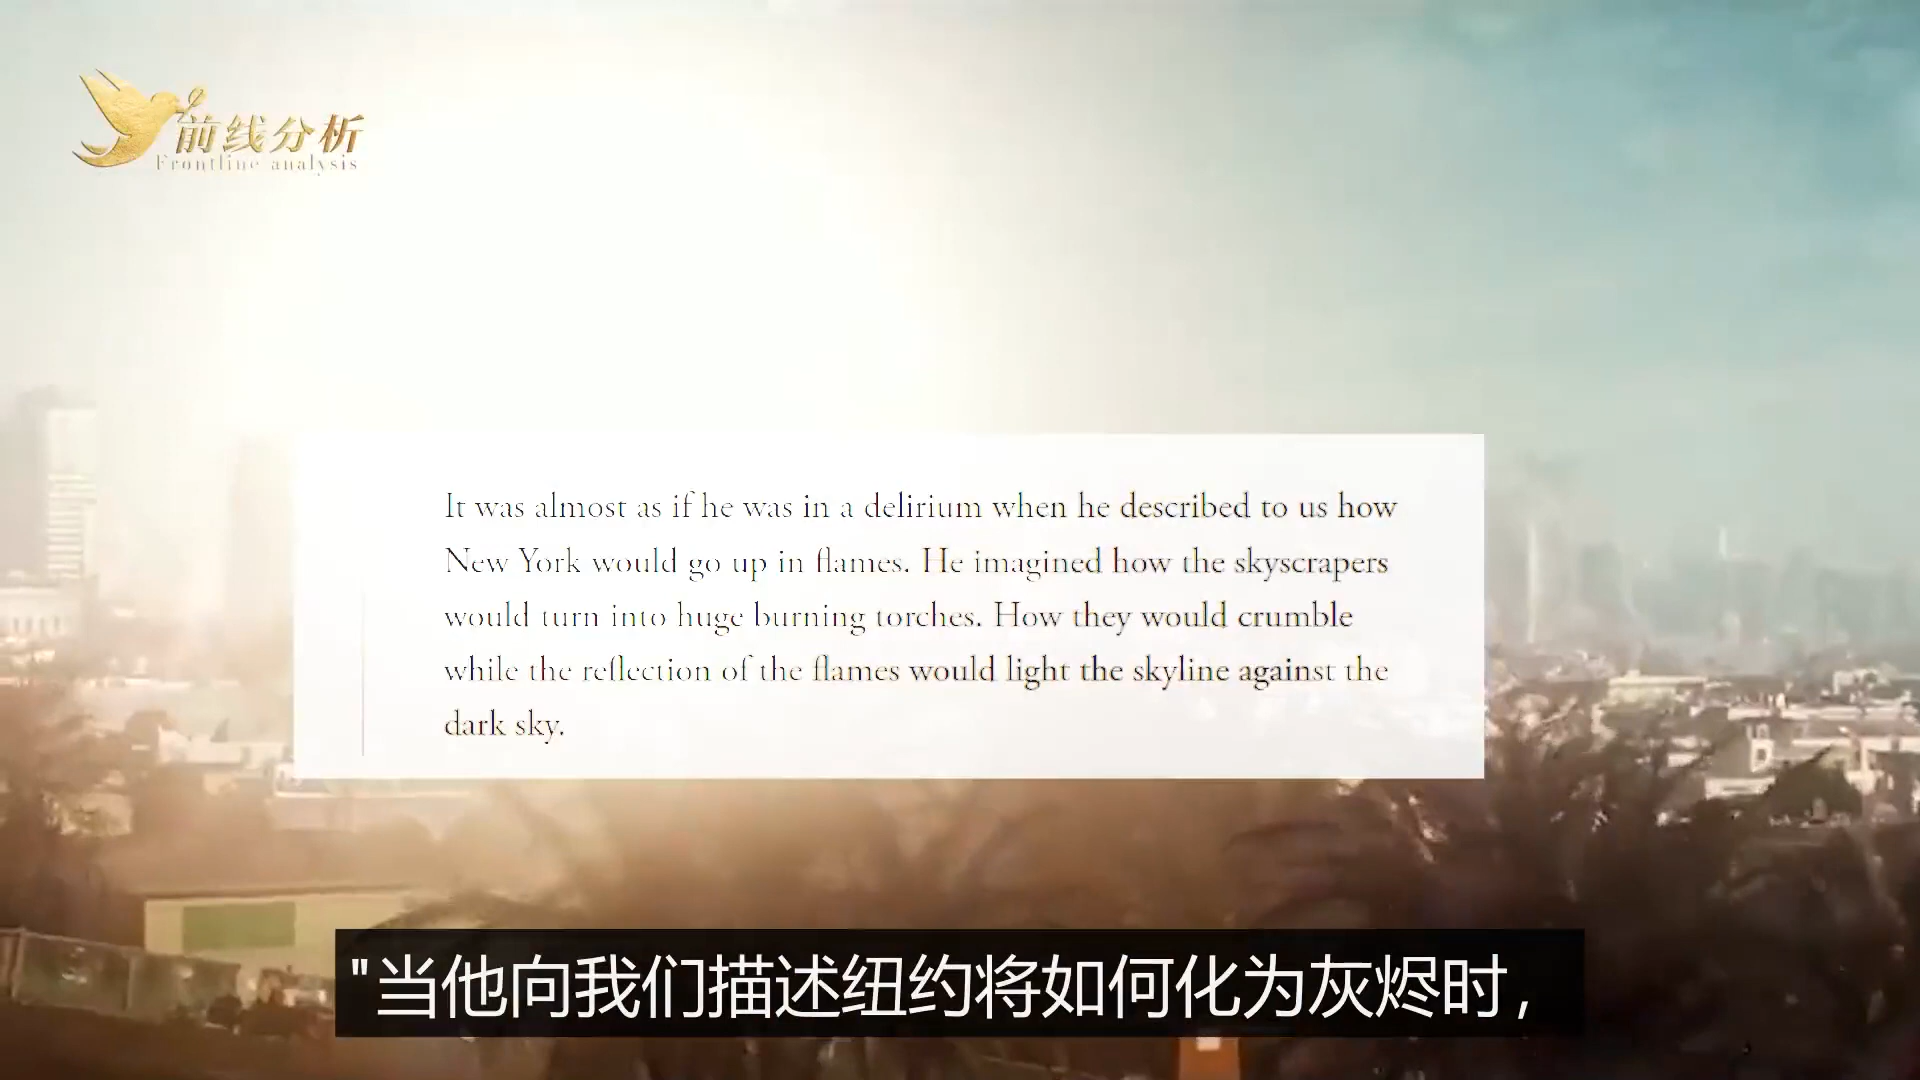 前线分析
Frontline analysis
It was almost as if he was in a delirium when he described to us how
New York would go up in flames. He imagined how the skyscrapers
would turn into huge burning torches. How they would crumble
while the reflection of the flames would light the skyline against the
dark sky.
"当他向我们描述纽约将如何化为灰烬时，